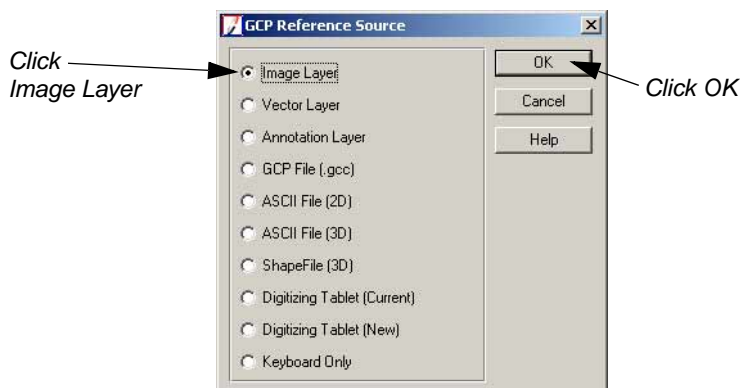 GCP Reference Source
Click
Image Layer
Image Layer
Vector Layer
Annotation Layer
GCP File (.gcc)
ASCII File (2D)
ASCII File (3D)
ShapeFile (3D)
Digitizing Tablet (Current)
Digitizing Tablet (New)
Keyboard Only
OK
Cancel
Help
Click OK